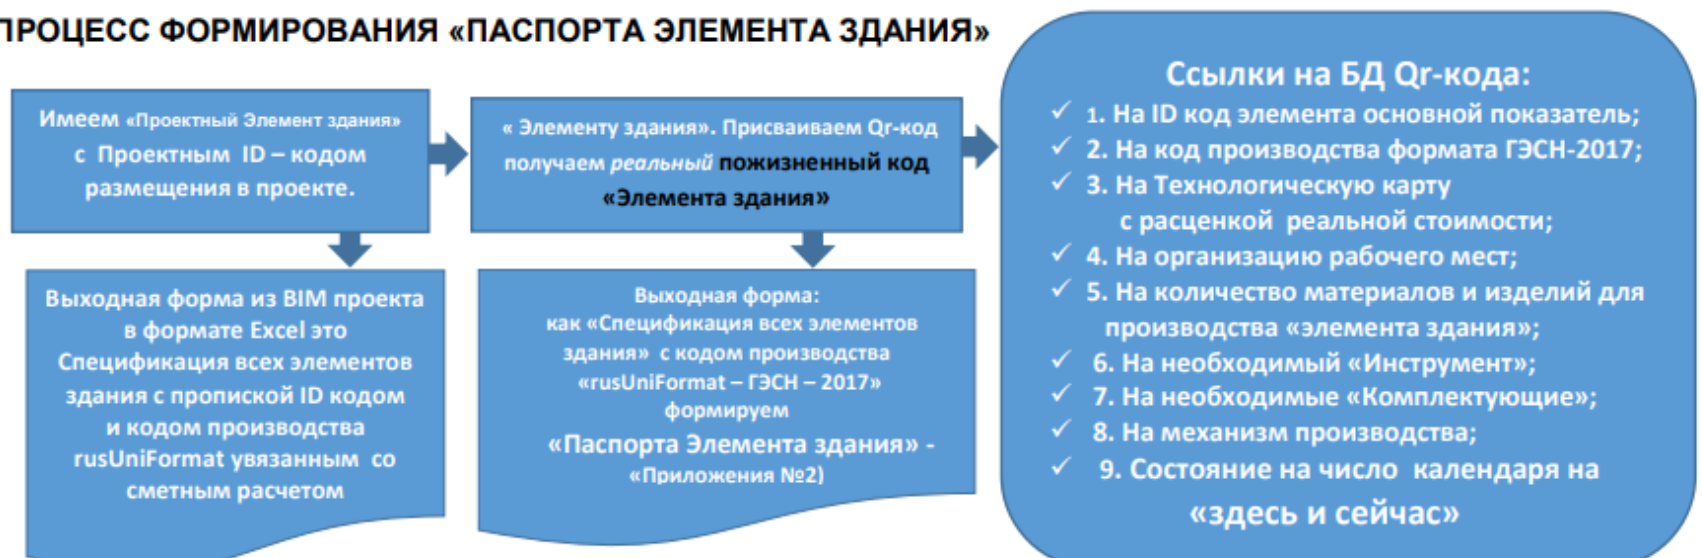 ПРОЦЕСС ФОРМИРОВАНИЯ «ПАСПОРТА ЭЛЕМЕНТА ЗДАНИЯ»
Имеем «Проектный Элемент здания»
с Проектным ID – кодом
размещения в проекте.
« Элементу здания». Присваиваем Qr-код
получаем реальный пожизненный код
«Элемента здания»
Выходная форма из BIM проекта
в формате Excel это
Спецификация всех элементов
здания с пропиской ID кодом
и кодом производства
rusUniFormat увязанным со
сметным расчетом
Выходная форма:
как «Спецификация всех элементов
здания» с кодом производства
«rusUniFormat – ГЭСН – 2017»
формируем
«Паспорта Элемента здания» -
«Приложения №2)
Ссылки на БД Qr-кода:
✓ 1. На ID код элемента основной показатель;
✓ 2. На код производства формата ГЭСН-2017;
✓ 3. На Технологическую карту
с расценкой реальной стоимости;
✓ 4. На организацию рабочего мест;
✓ 5. На количество материалов и изделий для
производства «элемента здания»;
✓ 6. На необходимый «Инструмент»;
✓ 7. На необходимые «Комплектующие»;
✓ 8. На механизм производства;
✓ 9. Состояние на число календаря на
«здесь и сейчас»